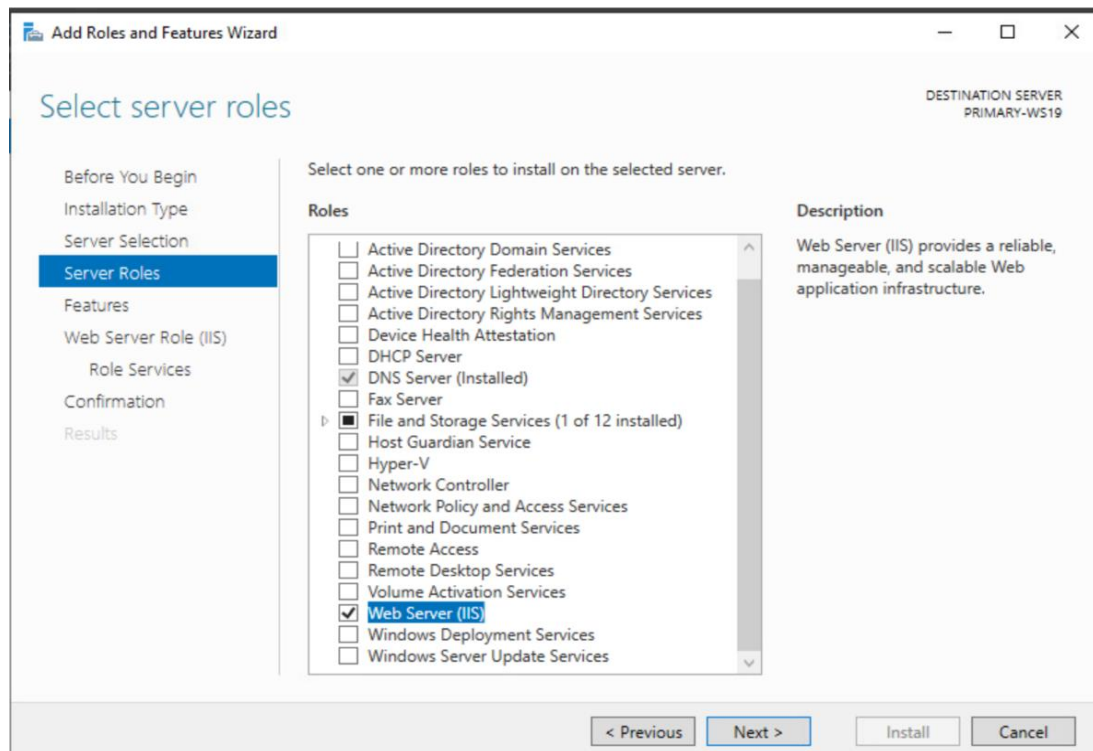 Add Roles and Features Wizard
Select server roles
DESTINATION SERVER
PRIMARY-WS19
Before You Begin
Installation Type
Server Selection
Server Roles
Features
Web Server Role (IIS)
Role Services
Confirmation
Results
Select one or more roles to install on the selected server.
Roles
Active Directory Domain Services
Active Directory Federation Services
Active Directory Lightweight Directory Services
Active Directory Rights Management Services
Device Health Attestation
DHCP Server
DNS Server (Installed)
Fax Server
File and Storage Services (1 of 12 installed)
Host Guardian Service
Hyper-V
Network Controller
Network Policy and Access Services
Print and Document Services
Remote Access
Remote Desktop Services
Volume Activation Services
Web Server (IIS)
Windows Deployment Services
Windows Server Update Services
Description
Web Server (IIS) provides a reliable,
manageable, and scalable Web
application infrastructure.
< Previous
Next >
Install
Cancel